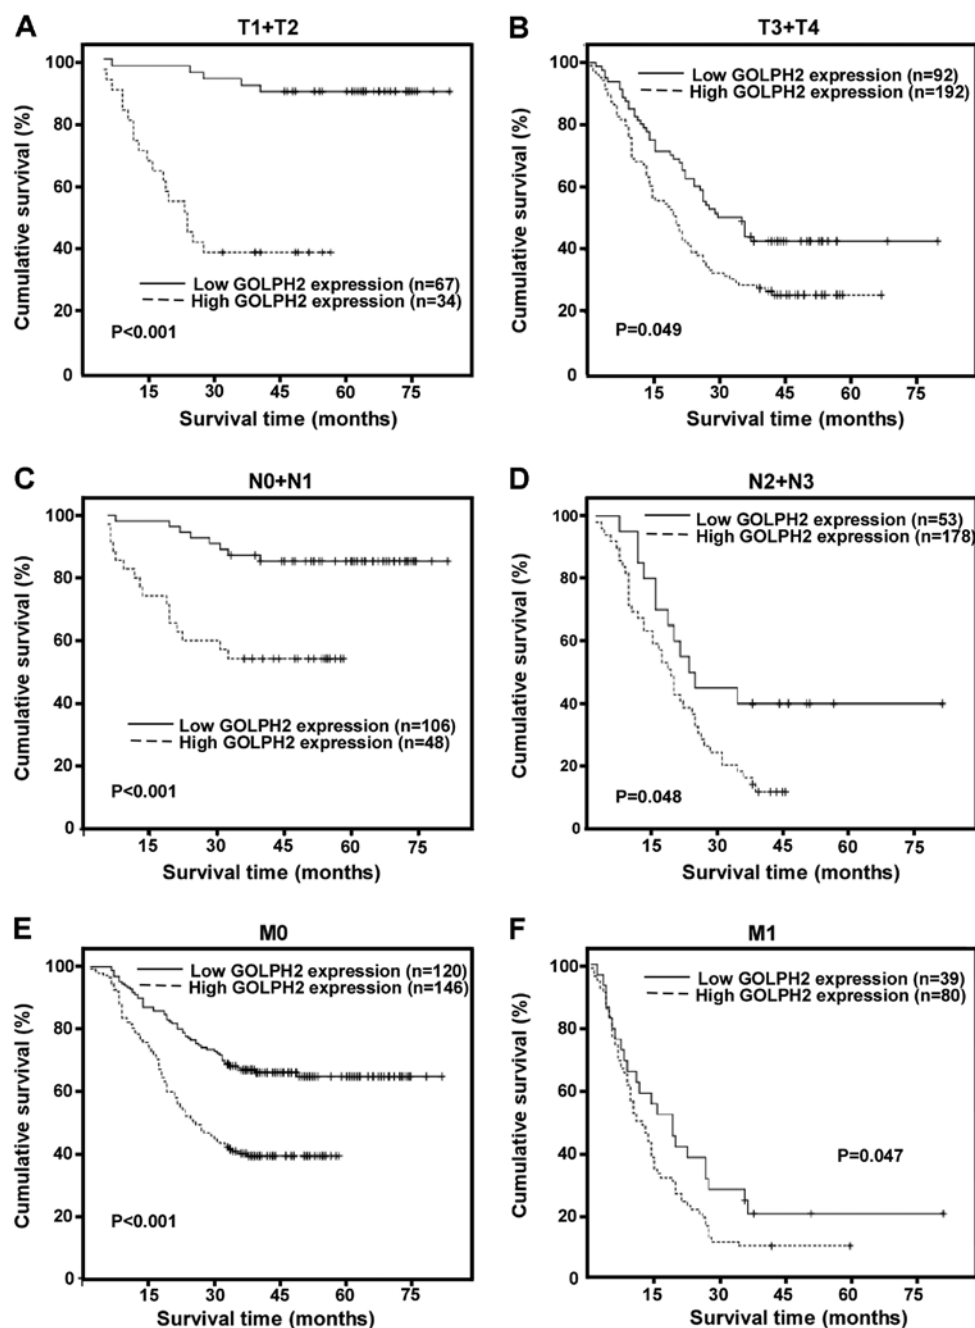 A
T1+T2
Cumulative survival (%)
100
80
60
40
20
0
Low GOLPH2 expression (n=67)
High GOLPH2 expression (n=34)
P<0.001
15 30 45 60 75
Survival time (months)
B
T3+T4
Cumulative survival (%)
100
80
60
40
20
0
Low GOLPH2 expression (n=92)
High GOLPH2 expression (n=192)
P=0.049
15 30 45 60 75
Survival time (months)
C
N0+N1
Cumulative survival (%)
100
80
60
40
20
0
Low GOLPH2 expression (n=106)
High GOLPH2 expression (n=48)
P<0.001
15 30 45 60 75
Survival time (months)
D
N2+N3
Cumulative survival (%)
100
80
60
40
20
0
Low GOLPH2 expression (n=53)
High GOLPH2 expression (n=178)
P=0.048
15 30 45 60 75
Survival time (months)
E
M0
Cumulative survival (%)
100
80
60
40
20
0
Low GOLPH2 expression (n=120)
High GOLPH2 expression (n=146)
P<0.001
15 30 45 60 75
Survival time (months)
F
M1
Cumulative survival (%)
100
80
60
40
20
0
Low GOLPH2 expression (n=39)
High GOLPH2 expression (n=80)
P=0.047
15 30 45 60 75
Survival time (months)